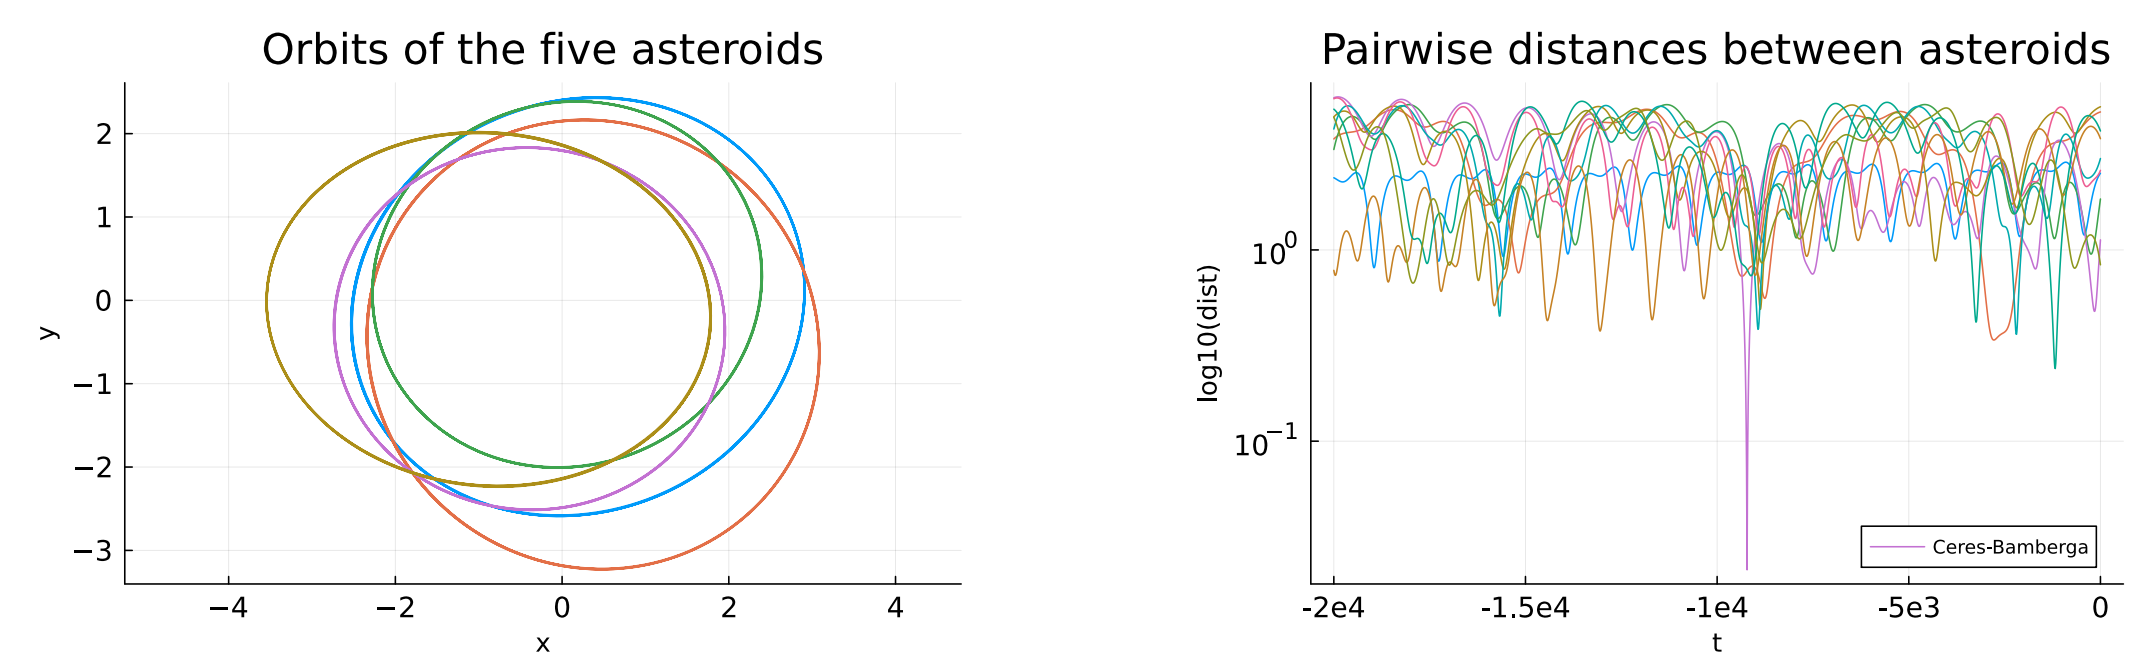 Orbits of the five asteroids
2
1
0
−1
−2
−3
y
−4
−2
0
2
4
x
Pairwise distances between asteroids
10^0
10^−1
log10(dist)
Ceres-Bamberga
-2e4
-1.5e4
-1e4
-5e3
0
t